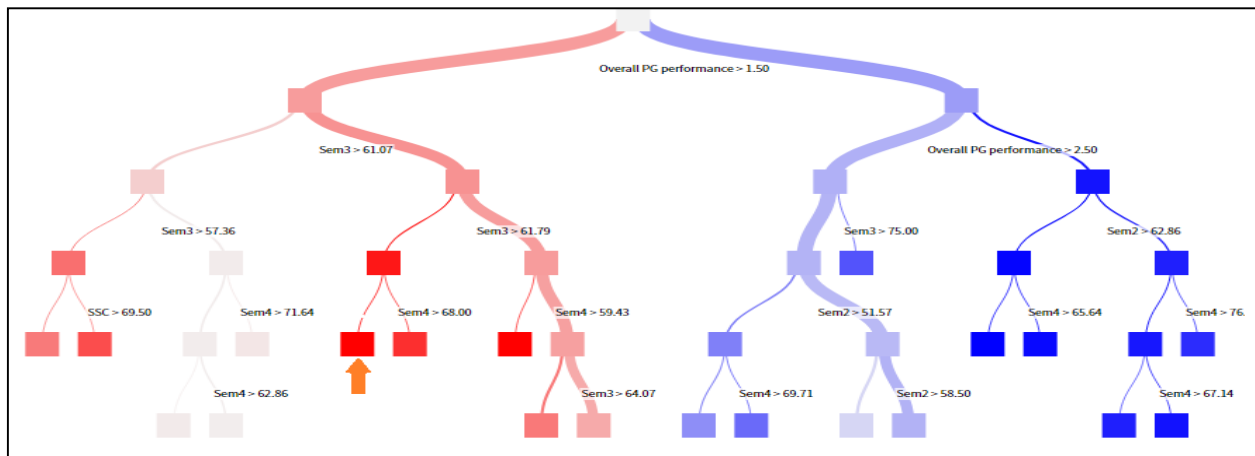 Overall PG performance > 1.50
Sem3 > 61.07
Overall PG performance > 2.50
Sem3 > 57.36
Sem3 > 61.79
Sem3 > 75.00
Sem2 > 62.86
SSC > 69.50
Sem4 > 71.64
Sem4 > 68.00
Sem4 > 59.43
Sem2 > 51.57
Sem4 > 65.64
Sem4 > 76.
Sem4 > 62.86
Sem3 > 64.07
Sem4 > 69.71
Sem2 > 58.50
Sem4 > 67.14